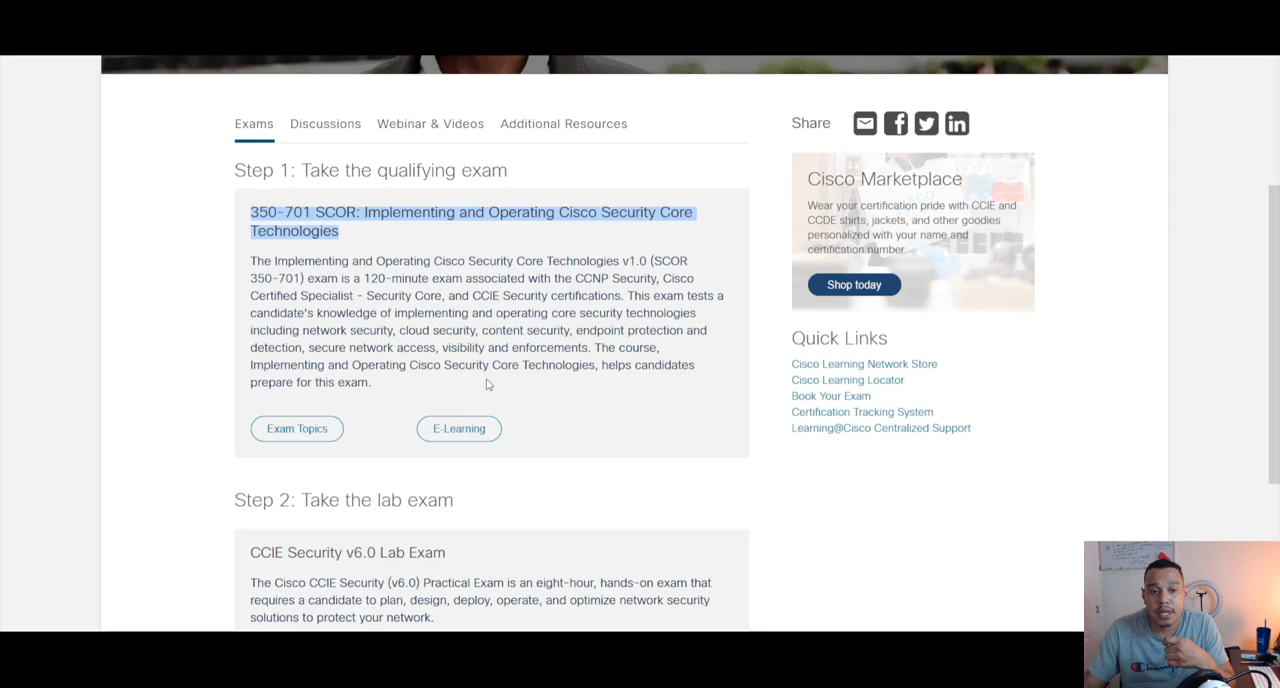 Exams Discussions Webinar & Videos Additional Resources
Step 1: Take the qualifying exam
350-701 SCOR: Implementing and Operating Cisco Security Core
Technologies
The Implementing and Operating Cisco Security Core Technologies v1.0 (SCOR
350-701) exam is a 120-minute exam associated with the CCNP Security, Cisco
Certified Specialist - Security Core, and CCIE Security certifications. This exam tests a
candidate's knowledge of implementing and operating core security technologies
including network security, cloud security, content security, endpoint protection and
detection, secure network access, visibility and enforcements. The course,
Implementing and Operating Cisco Security Core Technologies, helps candidates
prepare for this exam.
Exam Topics E-Learning
Step 2: Take the lab exam
CCIE Security v6.0 Lab Exam
The Cisco CCIE Security (v6.0) Practical Exam is an eight-hour, hands-on exam that
requires a candidate to plan, design, deploy, operate, and optimize network security
solutions to protect your network.
Share
Cisco Marketplace
Wear your certification pride with CCIE and
CCDE shirts, jackets, and other goodies
personalized with your name and
certification number.
Shop today
Quick Links
Cisco Learning Network Store
Cisco Learning Locator
Book Your Exam
Certification Tracking System
Learning@Cisco Centralized Support